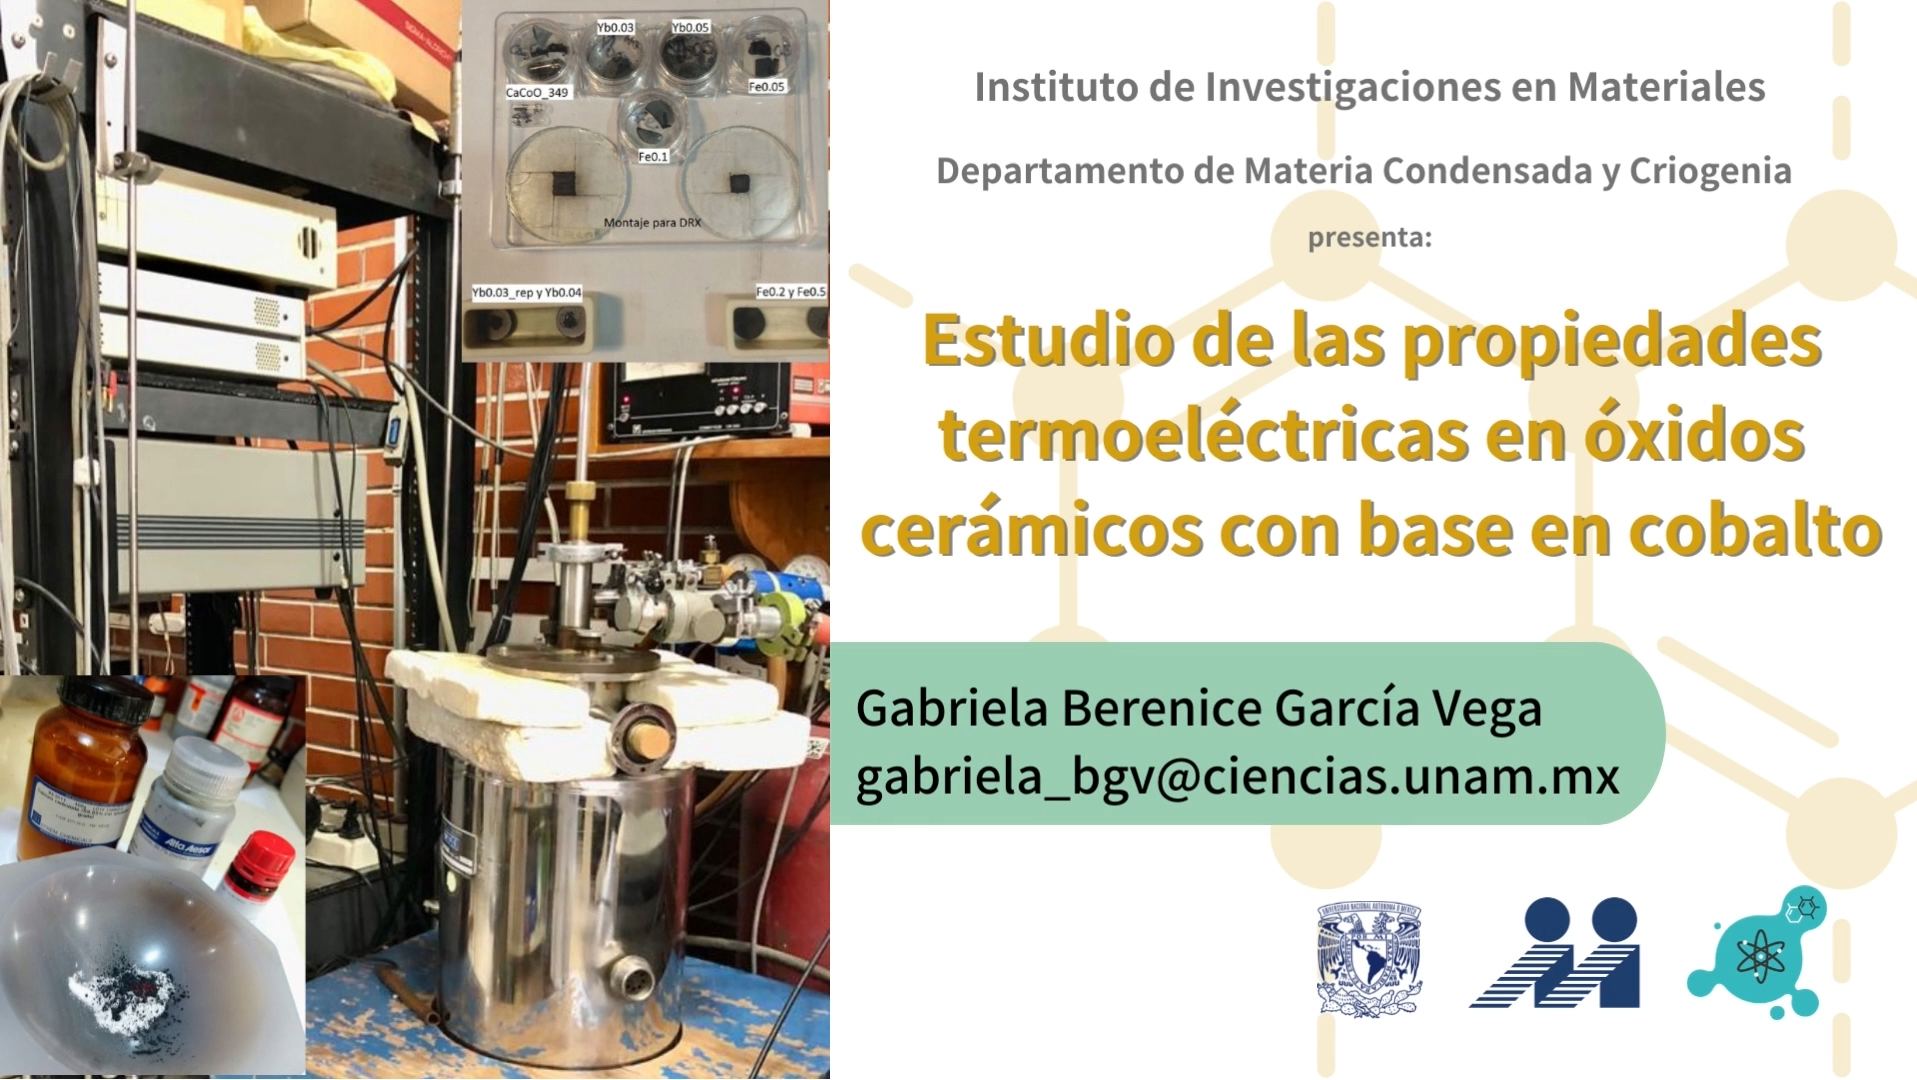 Yb0.03
Yb0.05
CaCoO_349
Fe0.05
Fe0.1
Montaje para DRX
Yb0.03_rep y Yb0.04
Fe0.2 y Fe0.5
Alfa Aesar
Instituto de Investigaciones en Materiales
Departamento de Materia Condensada y Criogenia
presenta:
Estudio de las propiedades
termoeléctricas en óxidos
cerámicos con base en cobalto
Gabriela Berenice García Vega
gabriela_bgv@ciencias.unam.mx